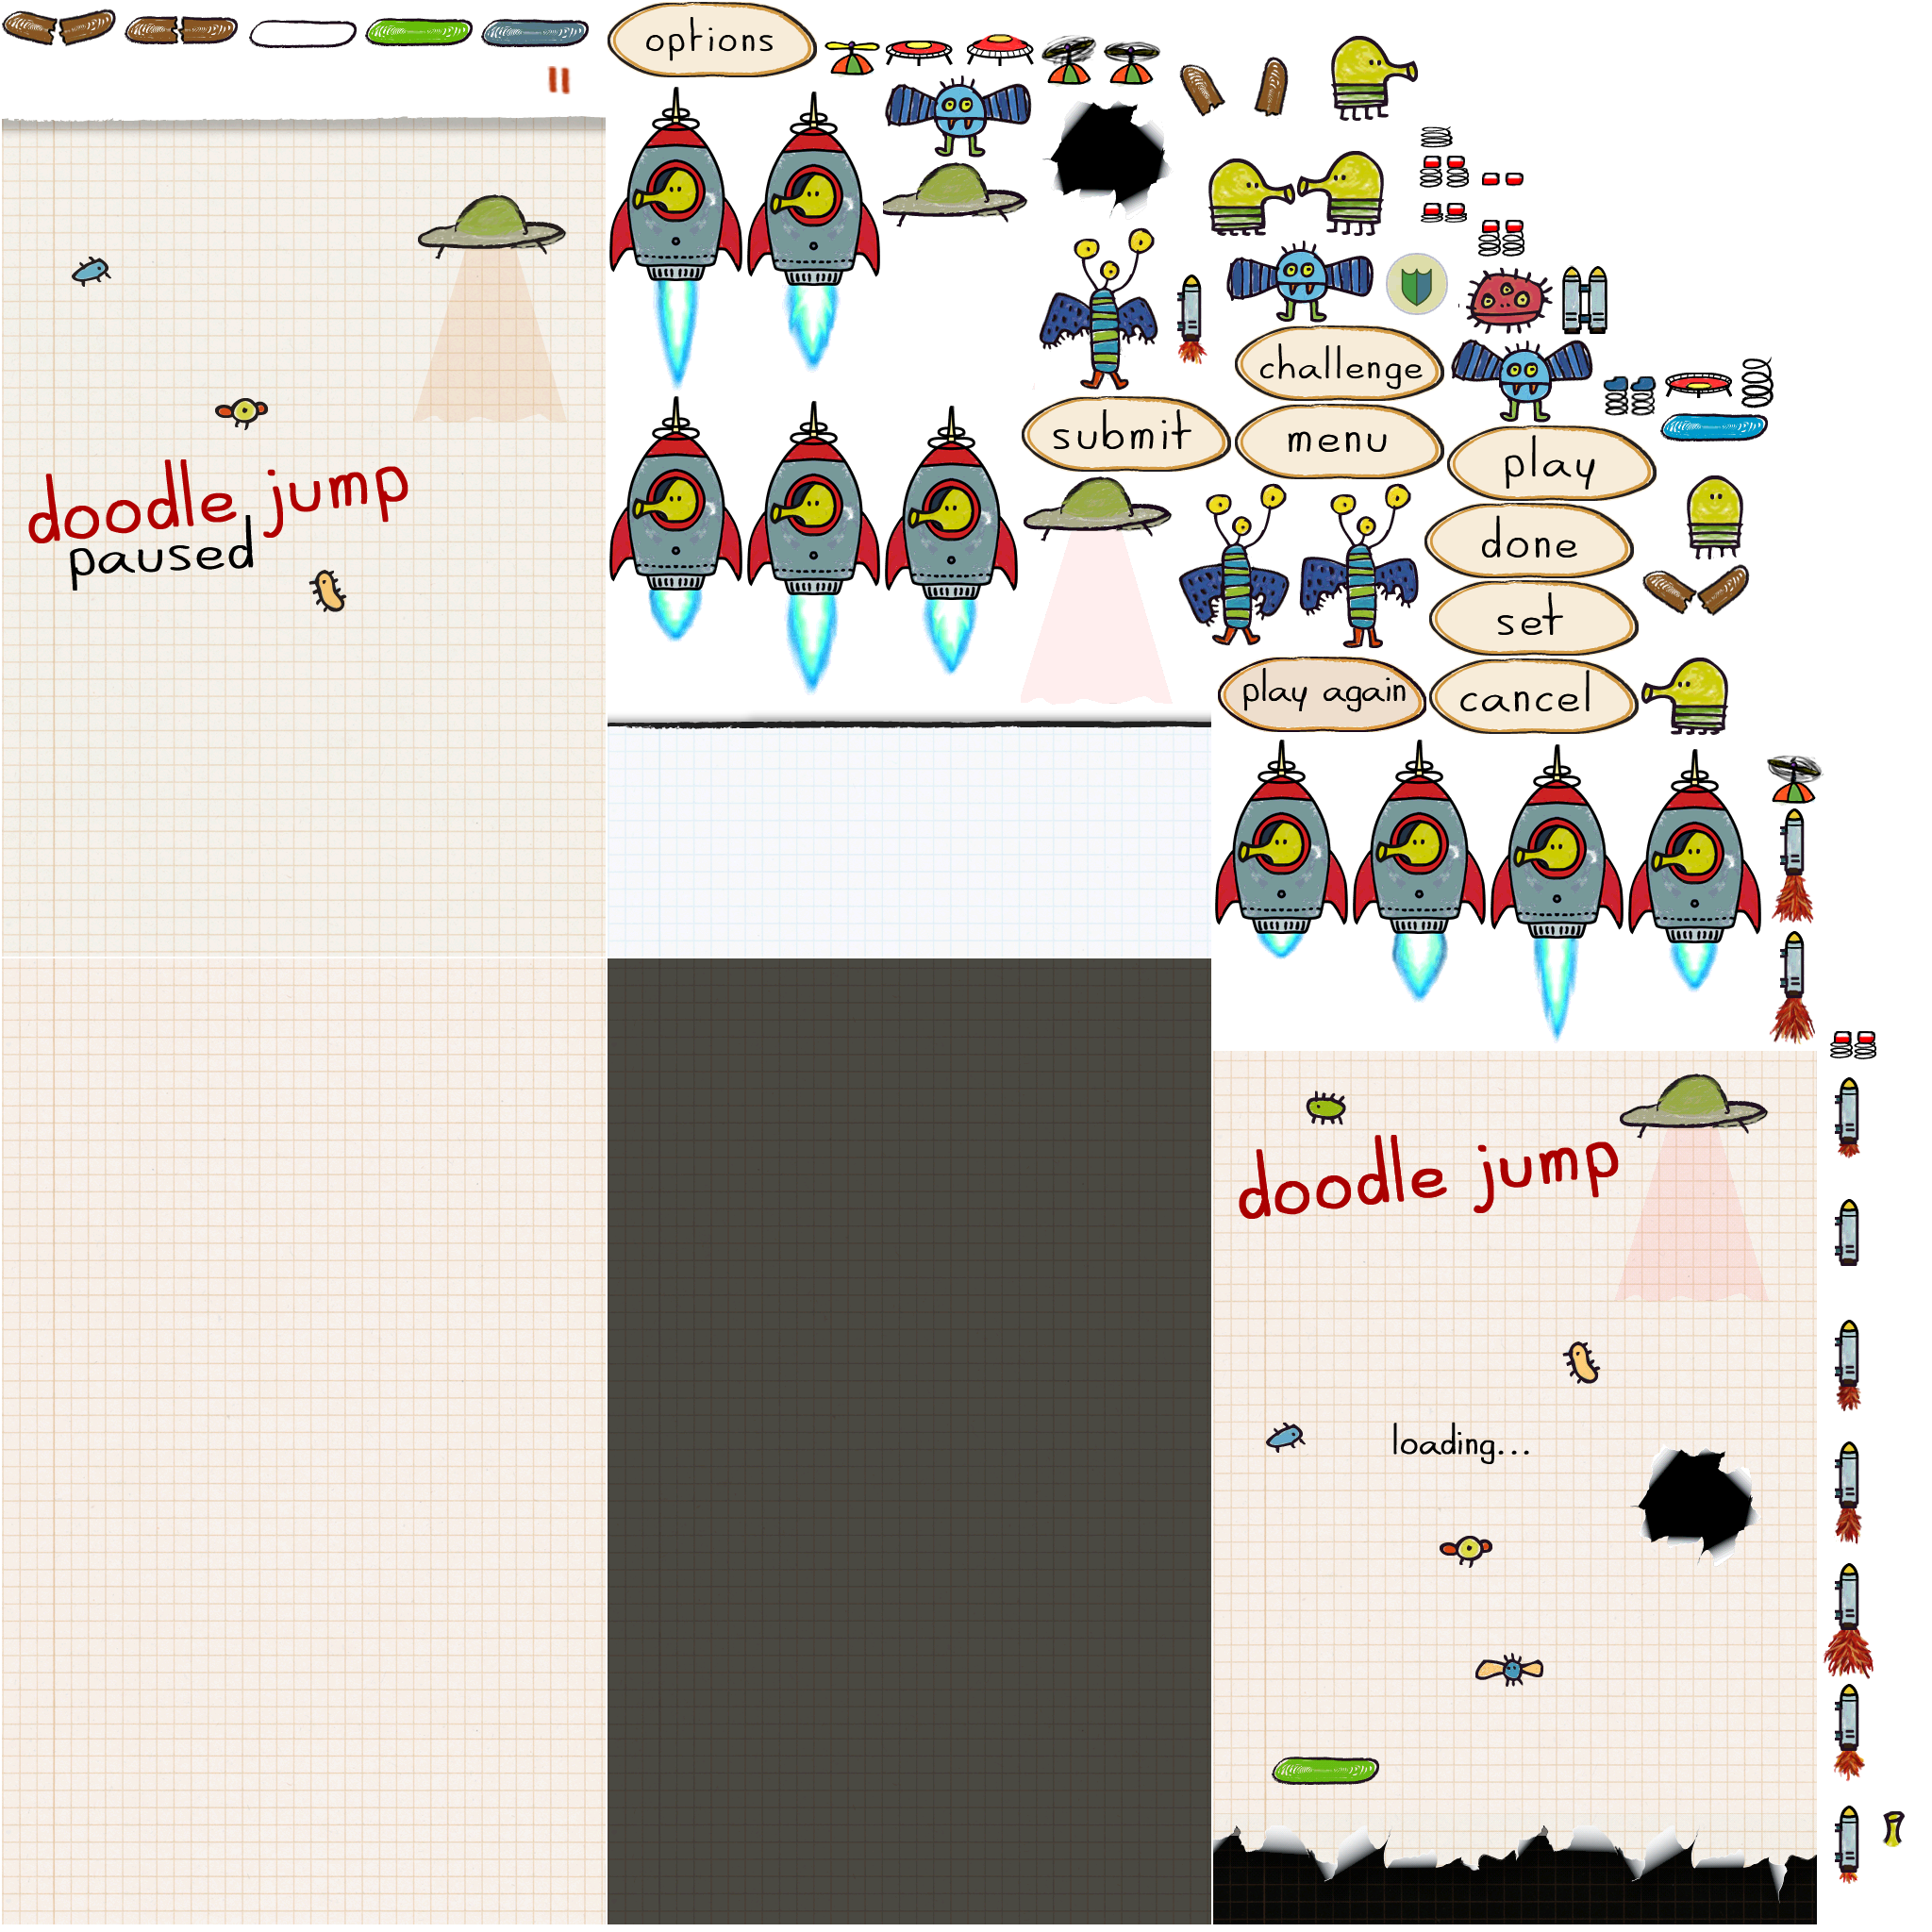 options
challenge
submit
menu
play
doodle jump
paused
done
set
play again
cancel
doodle jump
loading...